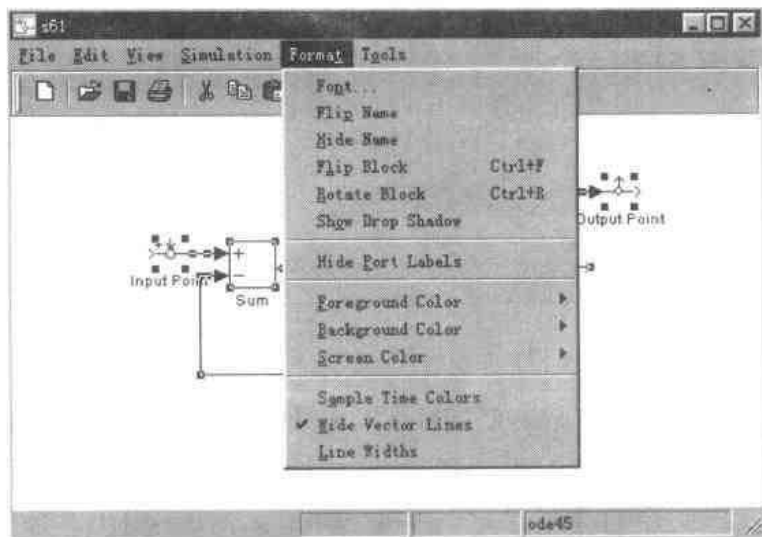 s61
File Edit View Simulation Format Tools
Font...
Flip Name
Hide Name
Flip Block Ctrl+F
Rotate Block Ctrl+R
Show Drop Shadow
Hide Port Labels
Foreground Color
Background Color
Screen Color
Sample Time Colors
Wide Vector Lines
Line Widths
Input Point
+
−
Sum
Output Point
ode45